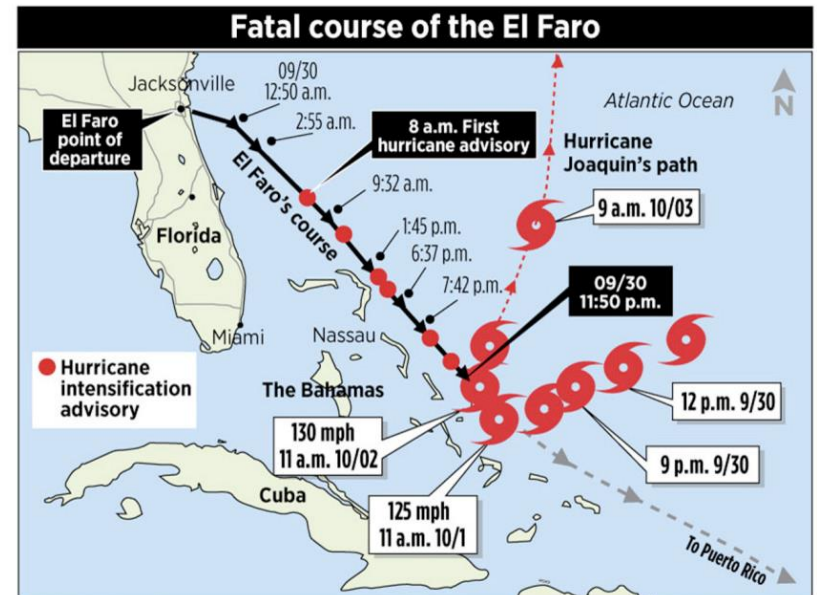 Fatal course of the El Faro
Jacksonville
09/30
12:50 a.m.
2:55 a.m.
El Faro
point of
departure
8 a.m. First
hurricane advisory
Atlantic Ocean
N
Hurricane
Joaquin's path
9:32 a.m.
9 a.m. 10/03
El Faro's course
Florida
1:45 p.m.
6:37 p.m.
7:42 p.m.
09/30
11:50 p.m.
Miami
Nassau
Hurricane
intensification
advisory
The Bahamas
12 p.m. 9/30
130 mph
11 a.m. 10/02
9 p.m. 9/30
Cuba
125 mph
11 a.m. 10/1
To Puerto Rico